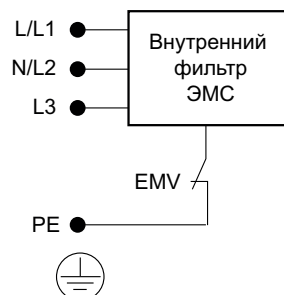 L/L1
N/L2
L3
Внутренний
фильтр
ЭМС
EMV
PE